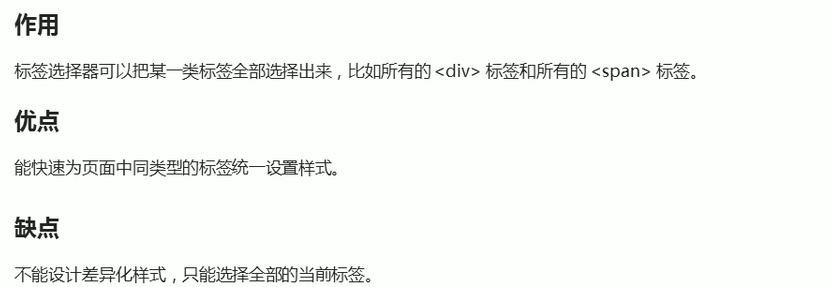 作用
标签选择器可以把某一类标签全部选择出来，比如所有的 <div> 标签和所有的 <span> 标签。
优点
能快速为页面中同类型的标签统一设置样式。
缺点
不能设计差异化样式，只能选择全部的当前标签。